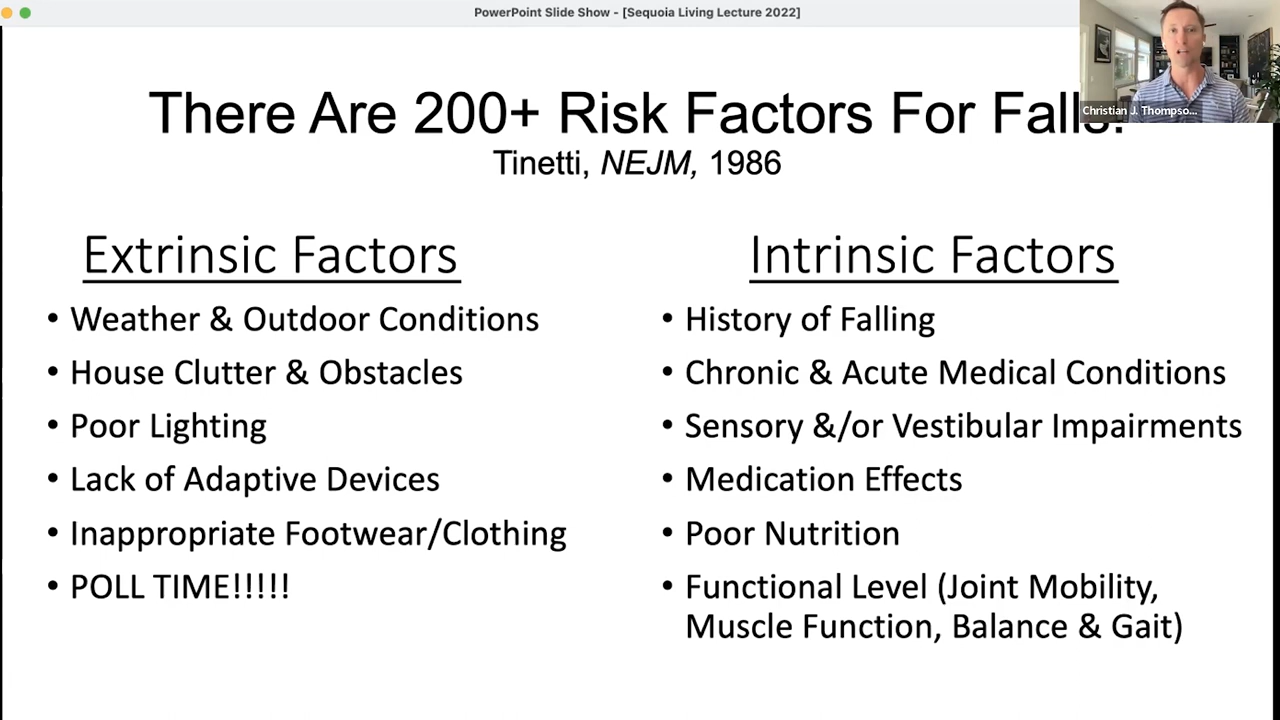 PowerPoint Slide Show - [Sequoia Living Lecture 2022]
Christian J. Thompso...
There Are 200+ Risk Factors For Falls!
Tinetti, NEJM, 1986
Extrinsic Factors
• Weather & Outdoor Conditions
• House Clutter & Obstacles
• Poor Lighting
• Lack of Adaptive Devices
• Inappropriate Footwear/Clothing
• POLL TIME!!!!!
Intrinsic Factors
• History of Falling
• Chronic & Acute Medical Conditions
• Sensory &/or Vestibular Impairments
• Medication Effects
• Poor Nutrition
• Functional Level (Joint Mobility,
Muscle Function, Balance & Gait)